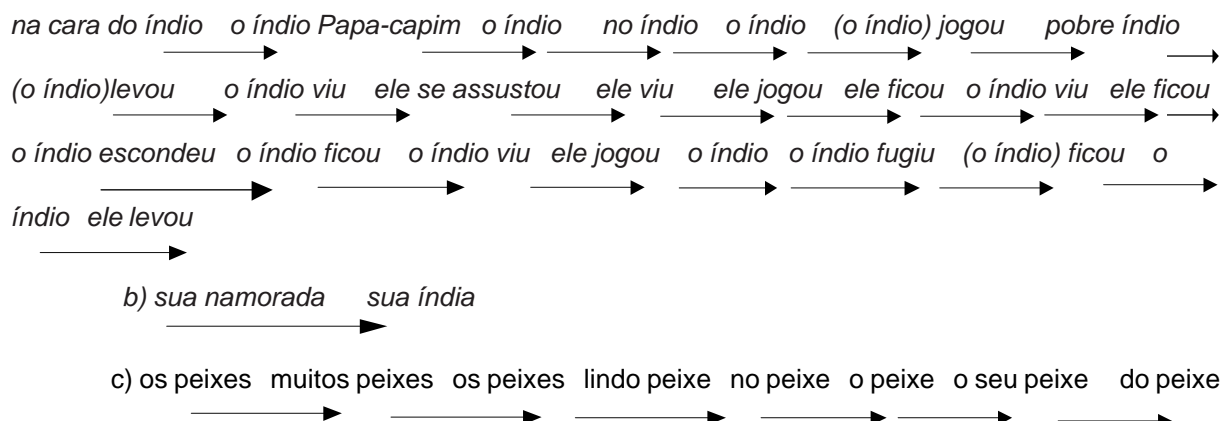 na cara do índio o índio Papa-capim o índio no índio o índio (o índio) jogou pobre índio
(o índio)levou o índio viu ele se assustou ele viu ele jogou ele ficou o índio viu ele ficou
o índio escondeu o índio ficou o índio viu ele jogou o índio o índio fugiu (o índio) ficou o
índio ele levou
b) sua namorada sua índia
c) os peixes muitos peixes os peixes lindo peixe no peixe o peixe o seu peixe do peixe